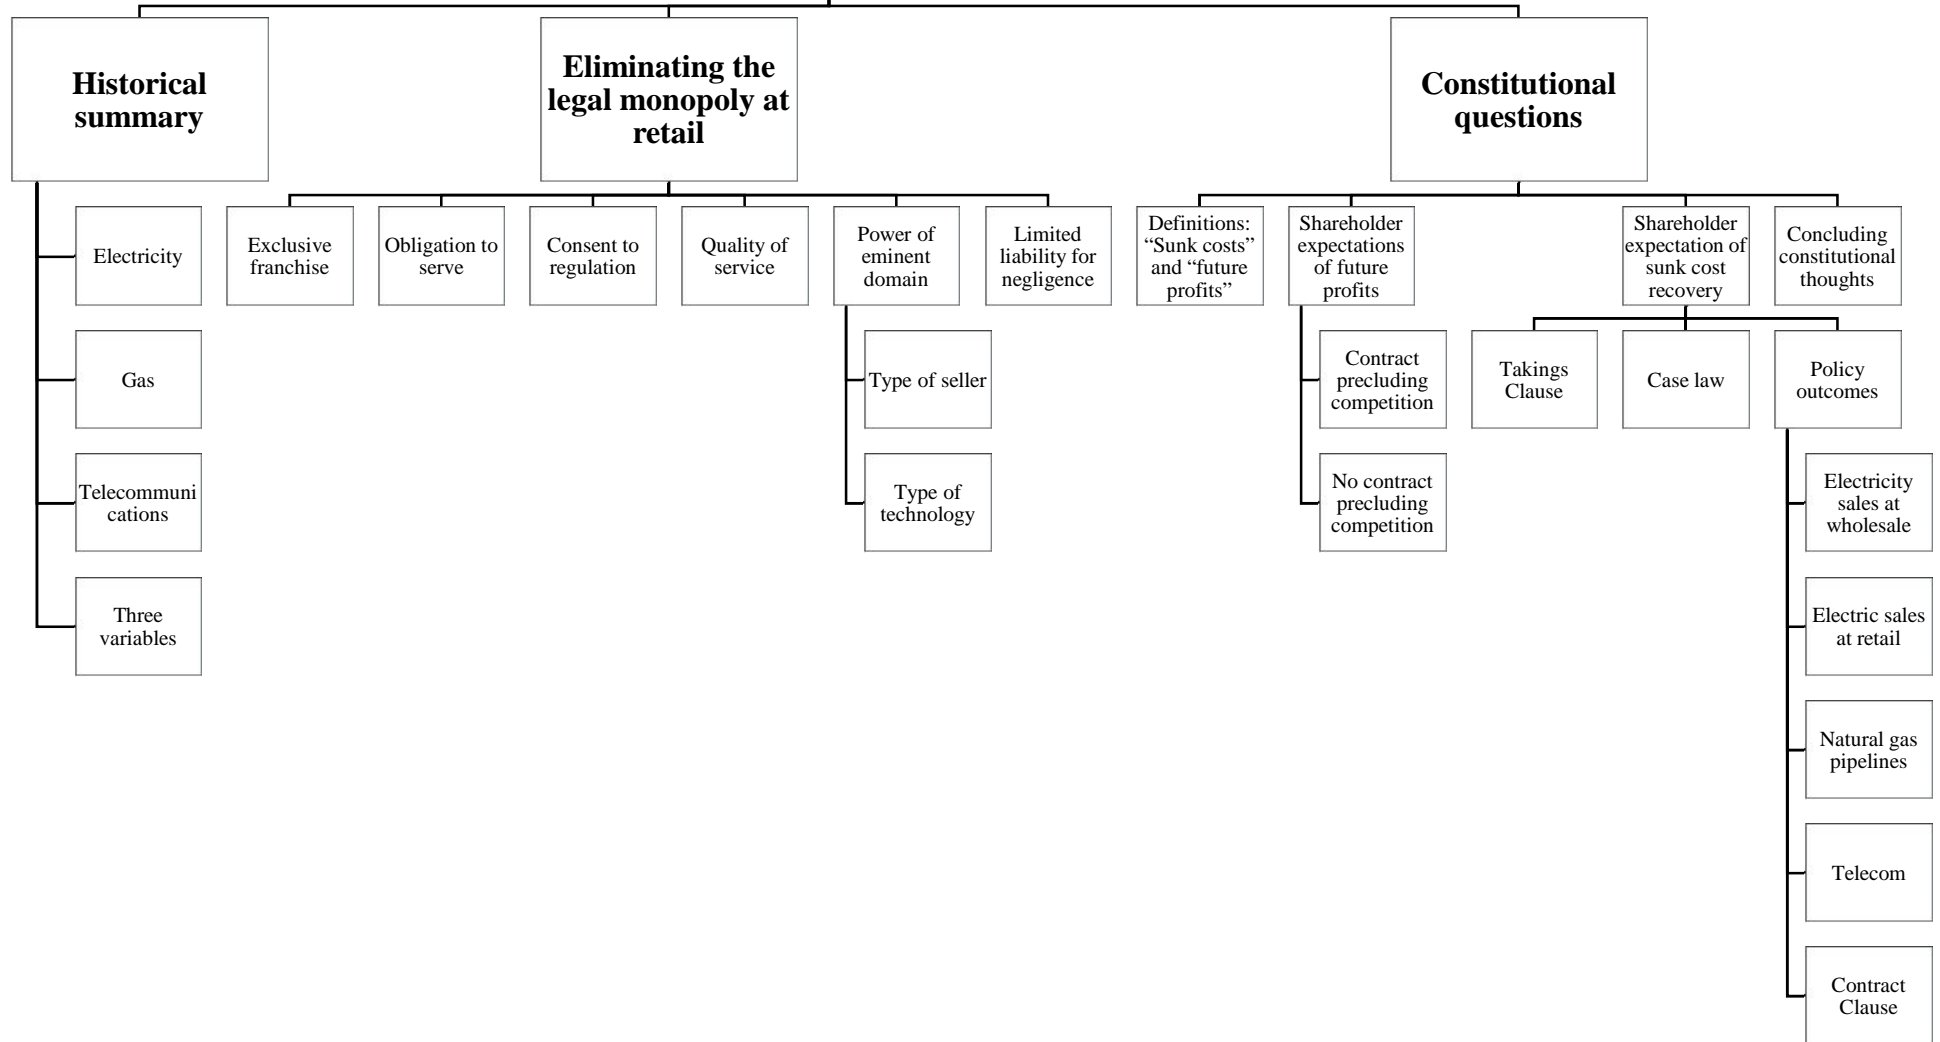 Historical
summary
Eliminating the
legal monopoly at
retail
Constitutional
questions
Electricity
Gas
Telecommuni
cations
Three
variables
Exclusive
franchise
Obligation to
serve
Consent to
regulation
Quality of
service
Power of
eminent
domain
Type of seller
Type of
technology
Limited
liability for
negligence
Definitions:
“Sunk costs”
and “future
profits”
Shareholder
expectations
of future
profits
Contract
precluding
competition
No contract
precluding
competition
Shareholder
expectation of
sunk cost
recovery
Takings
Clause
Case law
Policy
outcomes
Electricity
sales at
wholesale
Electric sales
at retail
Natural gas
pipelines
Telecom
Contract
Clause
Concluding
constitutional
thoughts